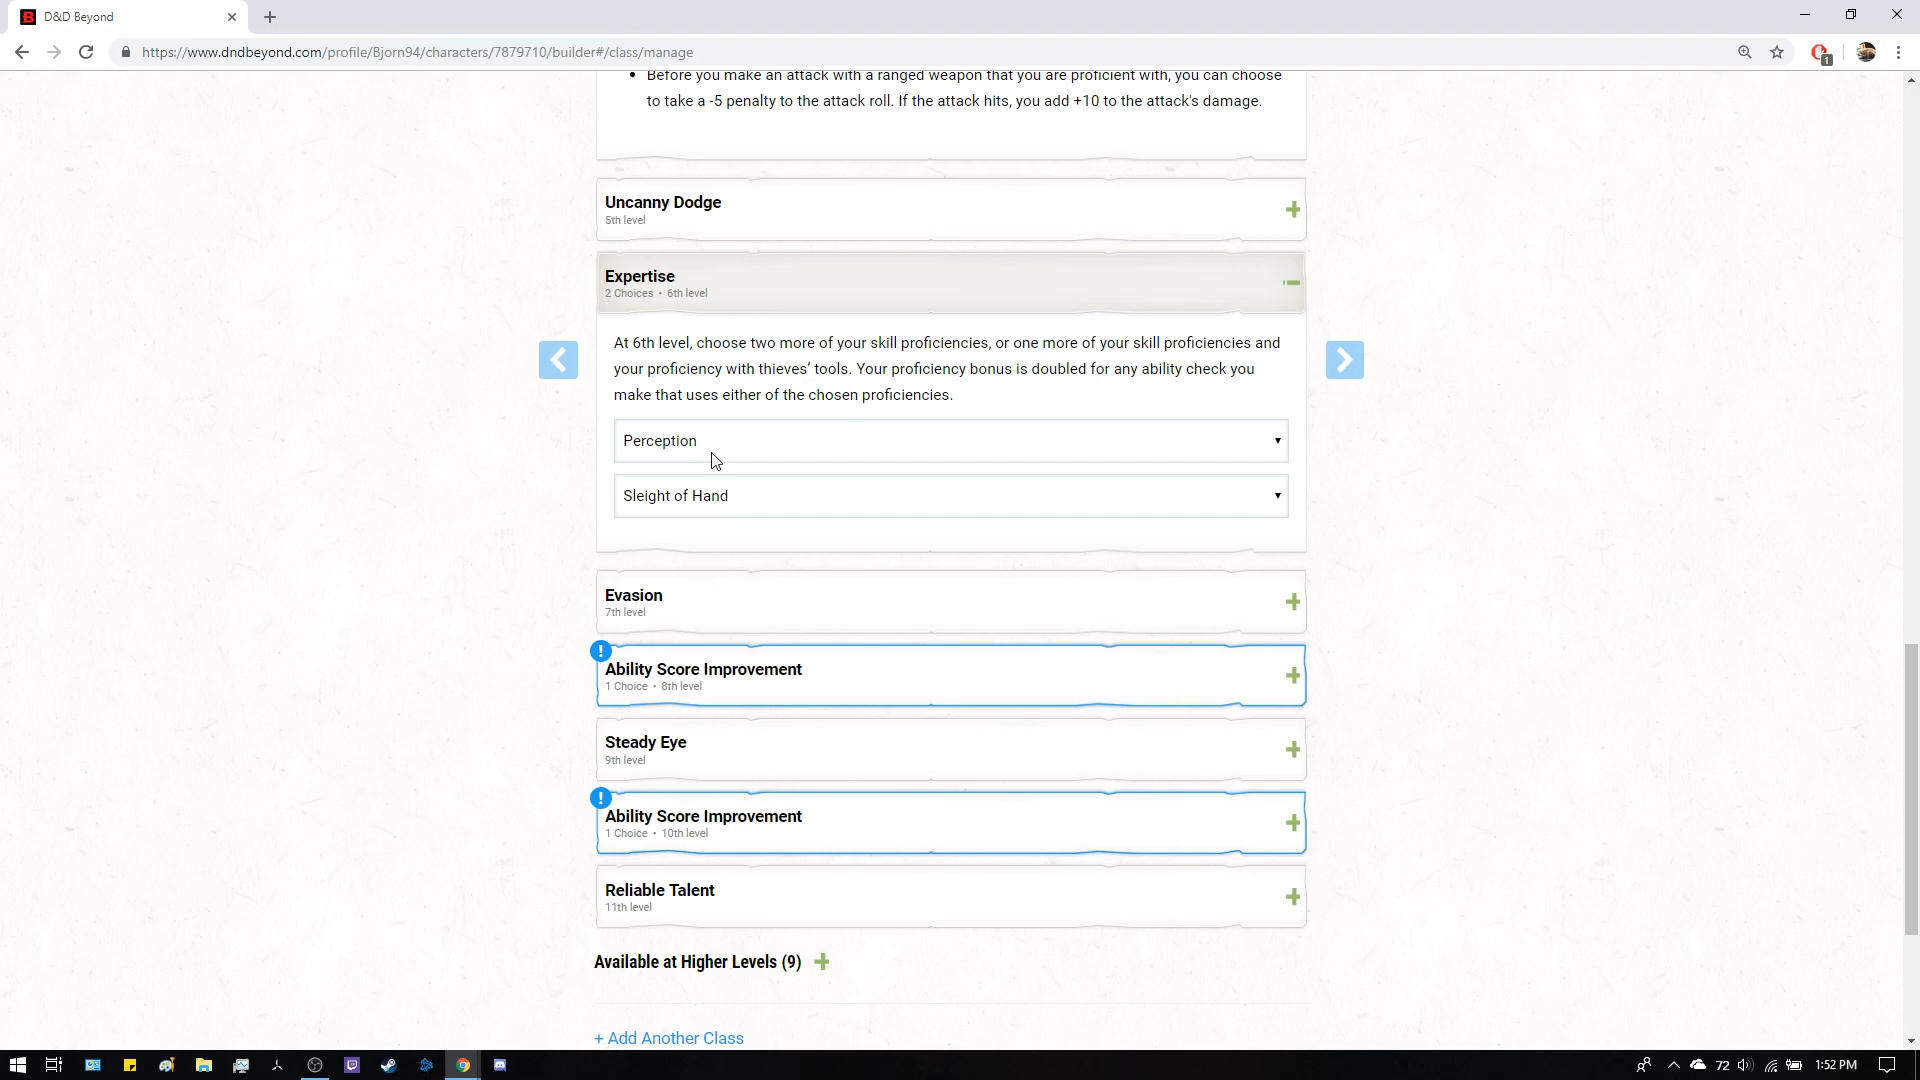 D&D Beyond
https://www.dndbeyond.com/profile/Bjorn94/characters/7879710/builder#/class/manage
1
Before you make an attack with a ranged weapon that you are proficient with, you can choose
to take a -5 penalty to the attack roll. If the attack hits, you add +10 to the attack's damage.
Uncanny Dodge
5th level
Expertise
2 Choices • 6th level
At 6th level, choose two more of your skill proficiencies, or one more of your skill proficiencies and
your proficiency with thieves’ tools. Your proficiency bonus is doubled for any ability check you
make that uses either of the chosen proficiencies.
Perception
Sleight of Hand
Evasion
7th level
!
Ability Score Improvement
1 Choice • 8th level
Steady Eye
9th level
!
Ability Score Improvement
1 Choice • 10th level
Reliable Talent
11th level
Available at Higher Levels (9)
+ Add Another Class
72
1:52 PM